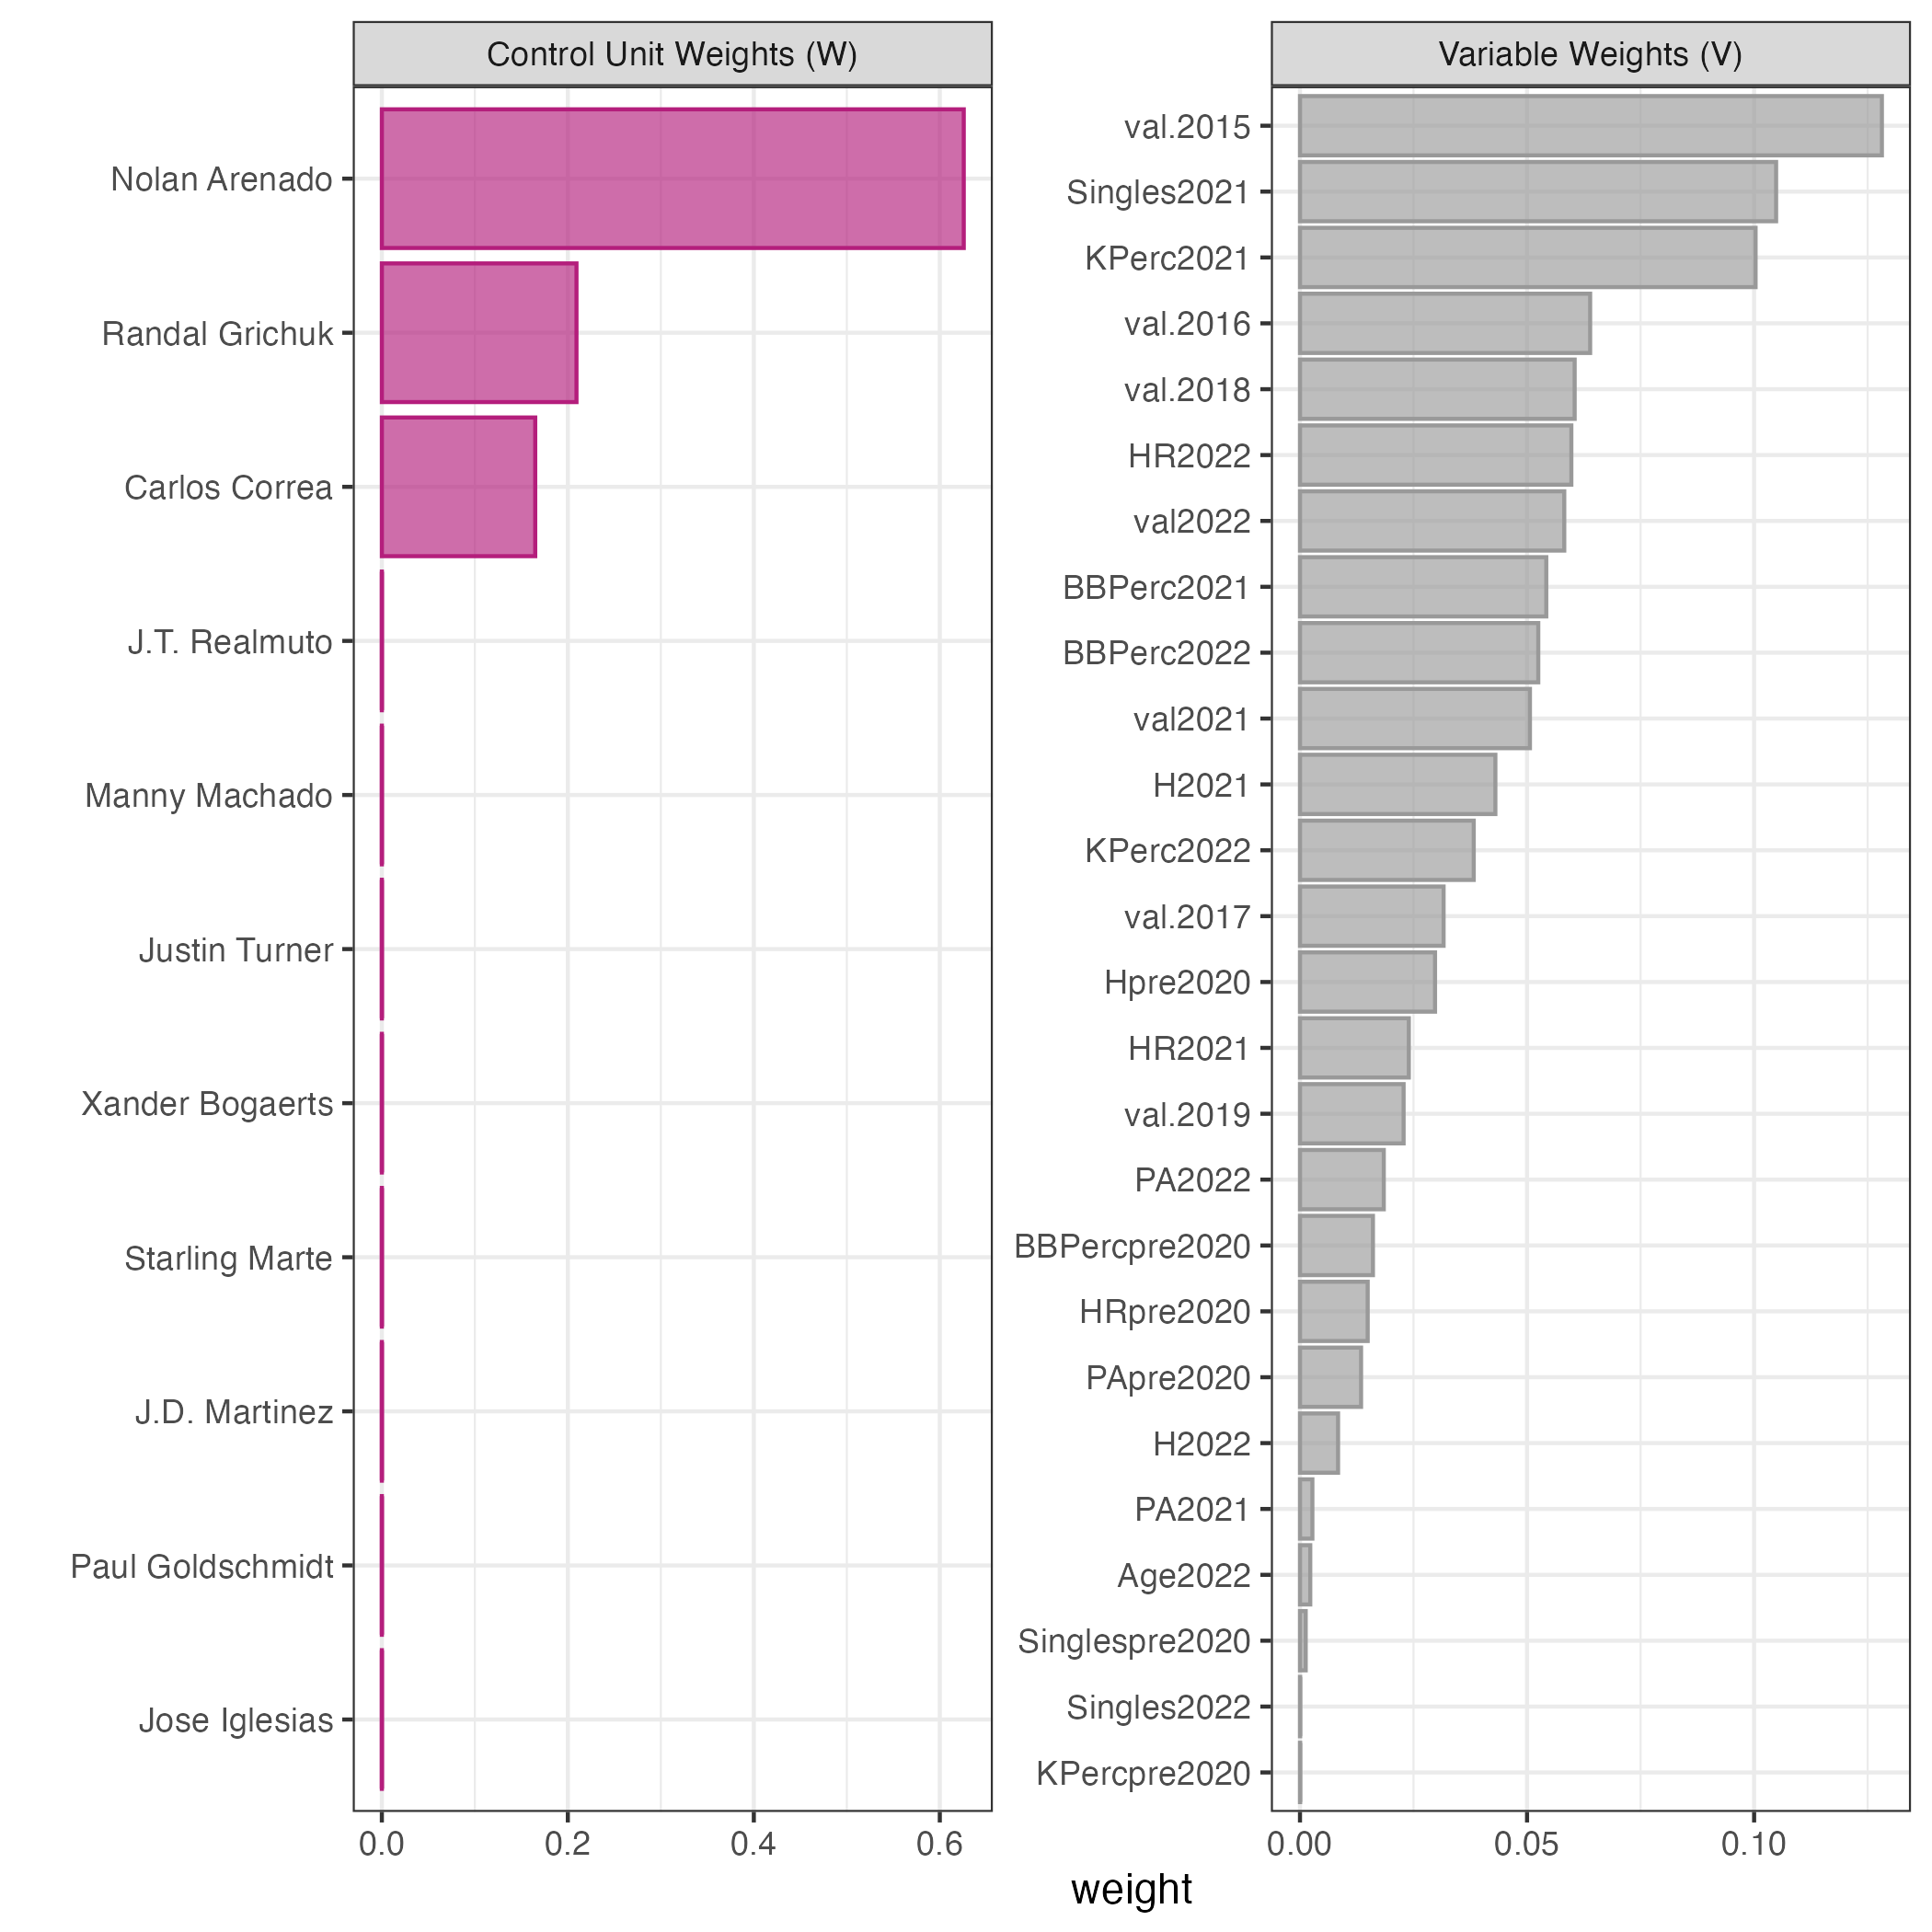 Control Unit Weights (W)
Nolan Arenado
Randal Grichuk
Carlos Correa
J.T. Realmuto
Manny Machado
Justin Turner
Xander Bogaerts
Starling Marte
J.D. Martinez
Paul Goldschmidt
Jose Iglesias
0.0 0.2 0.4 0.6
Variable Weights (V)
val.2015
Singles2021
KPerc2021
val.2016
val.2018
HR2022
val2022
BBPerc2021
BBPerc2022
val2021
H2021
KPerc2022
val.2017
Hpre2020
HR2021
val.2019
PA2022
BBPercpre2020
HRpre2020
PApre2020
H2022
PA2021
Age2022
Singlespre2020
Singles2022
KPercpre2020
0.00 0.05 0.10
weight